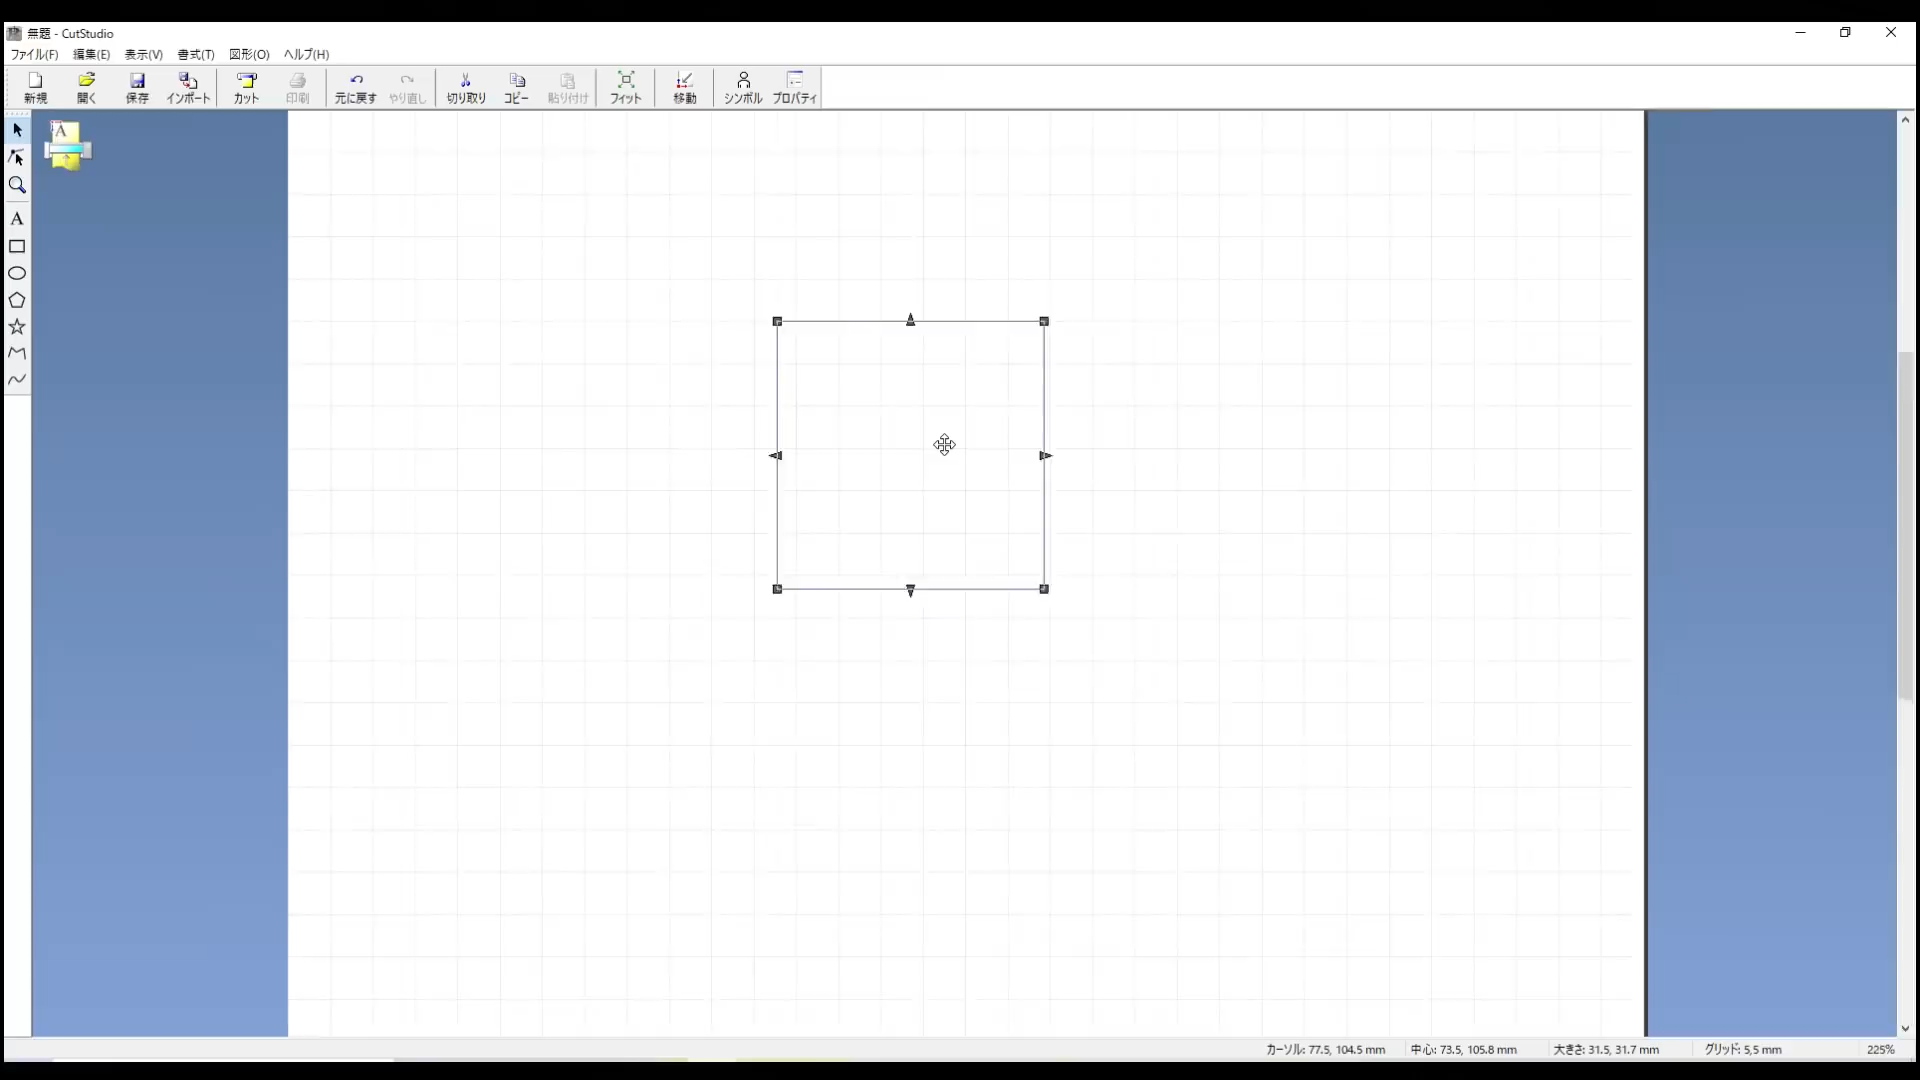 無題 - CutStudio
ファイル(F) 編集(E) 表示(V) 書式(T) 図形(O) ヘルプ(H)
新規 開く 保存 インポート カット 印刷 元に戻す やり直し 切り取り コピー 貼り付け フィット 移動 シンボル プロパティ
A
A
カーソル: 77.5, 104.5 mm 中心: 73.5, 105.8 mm 大きさ: 31.5, 31.7 mm グリッド: 5,5 mm 225%